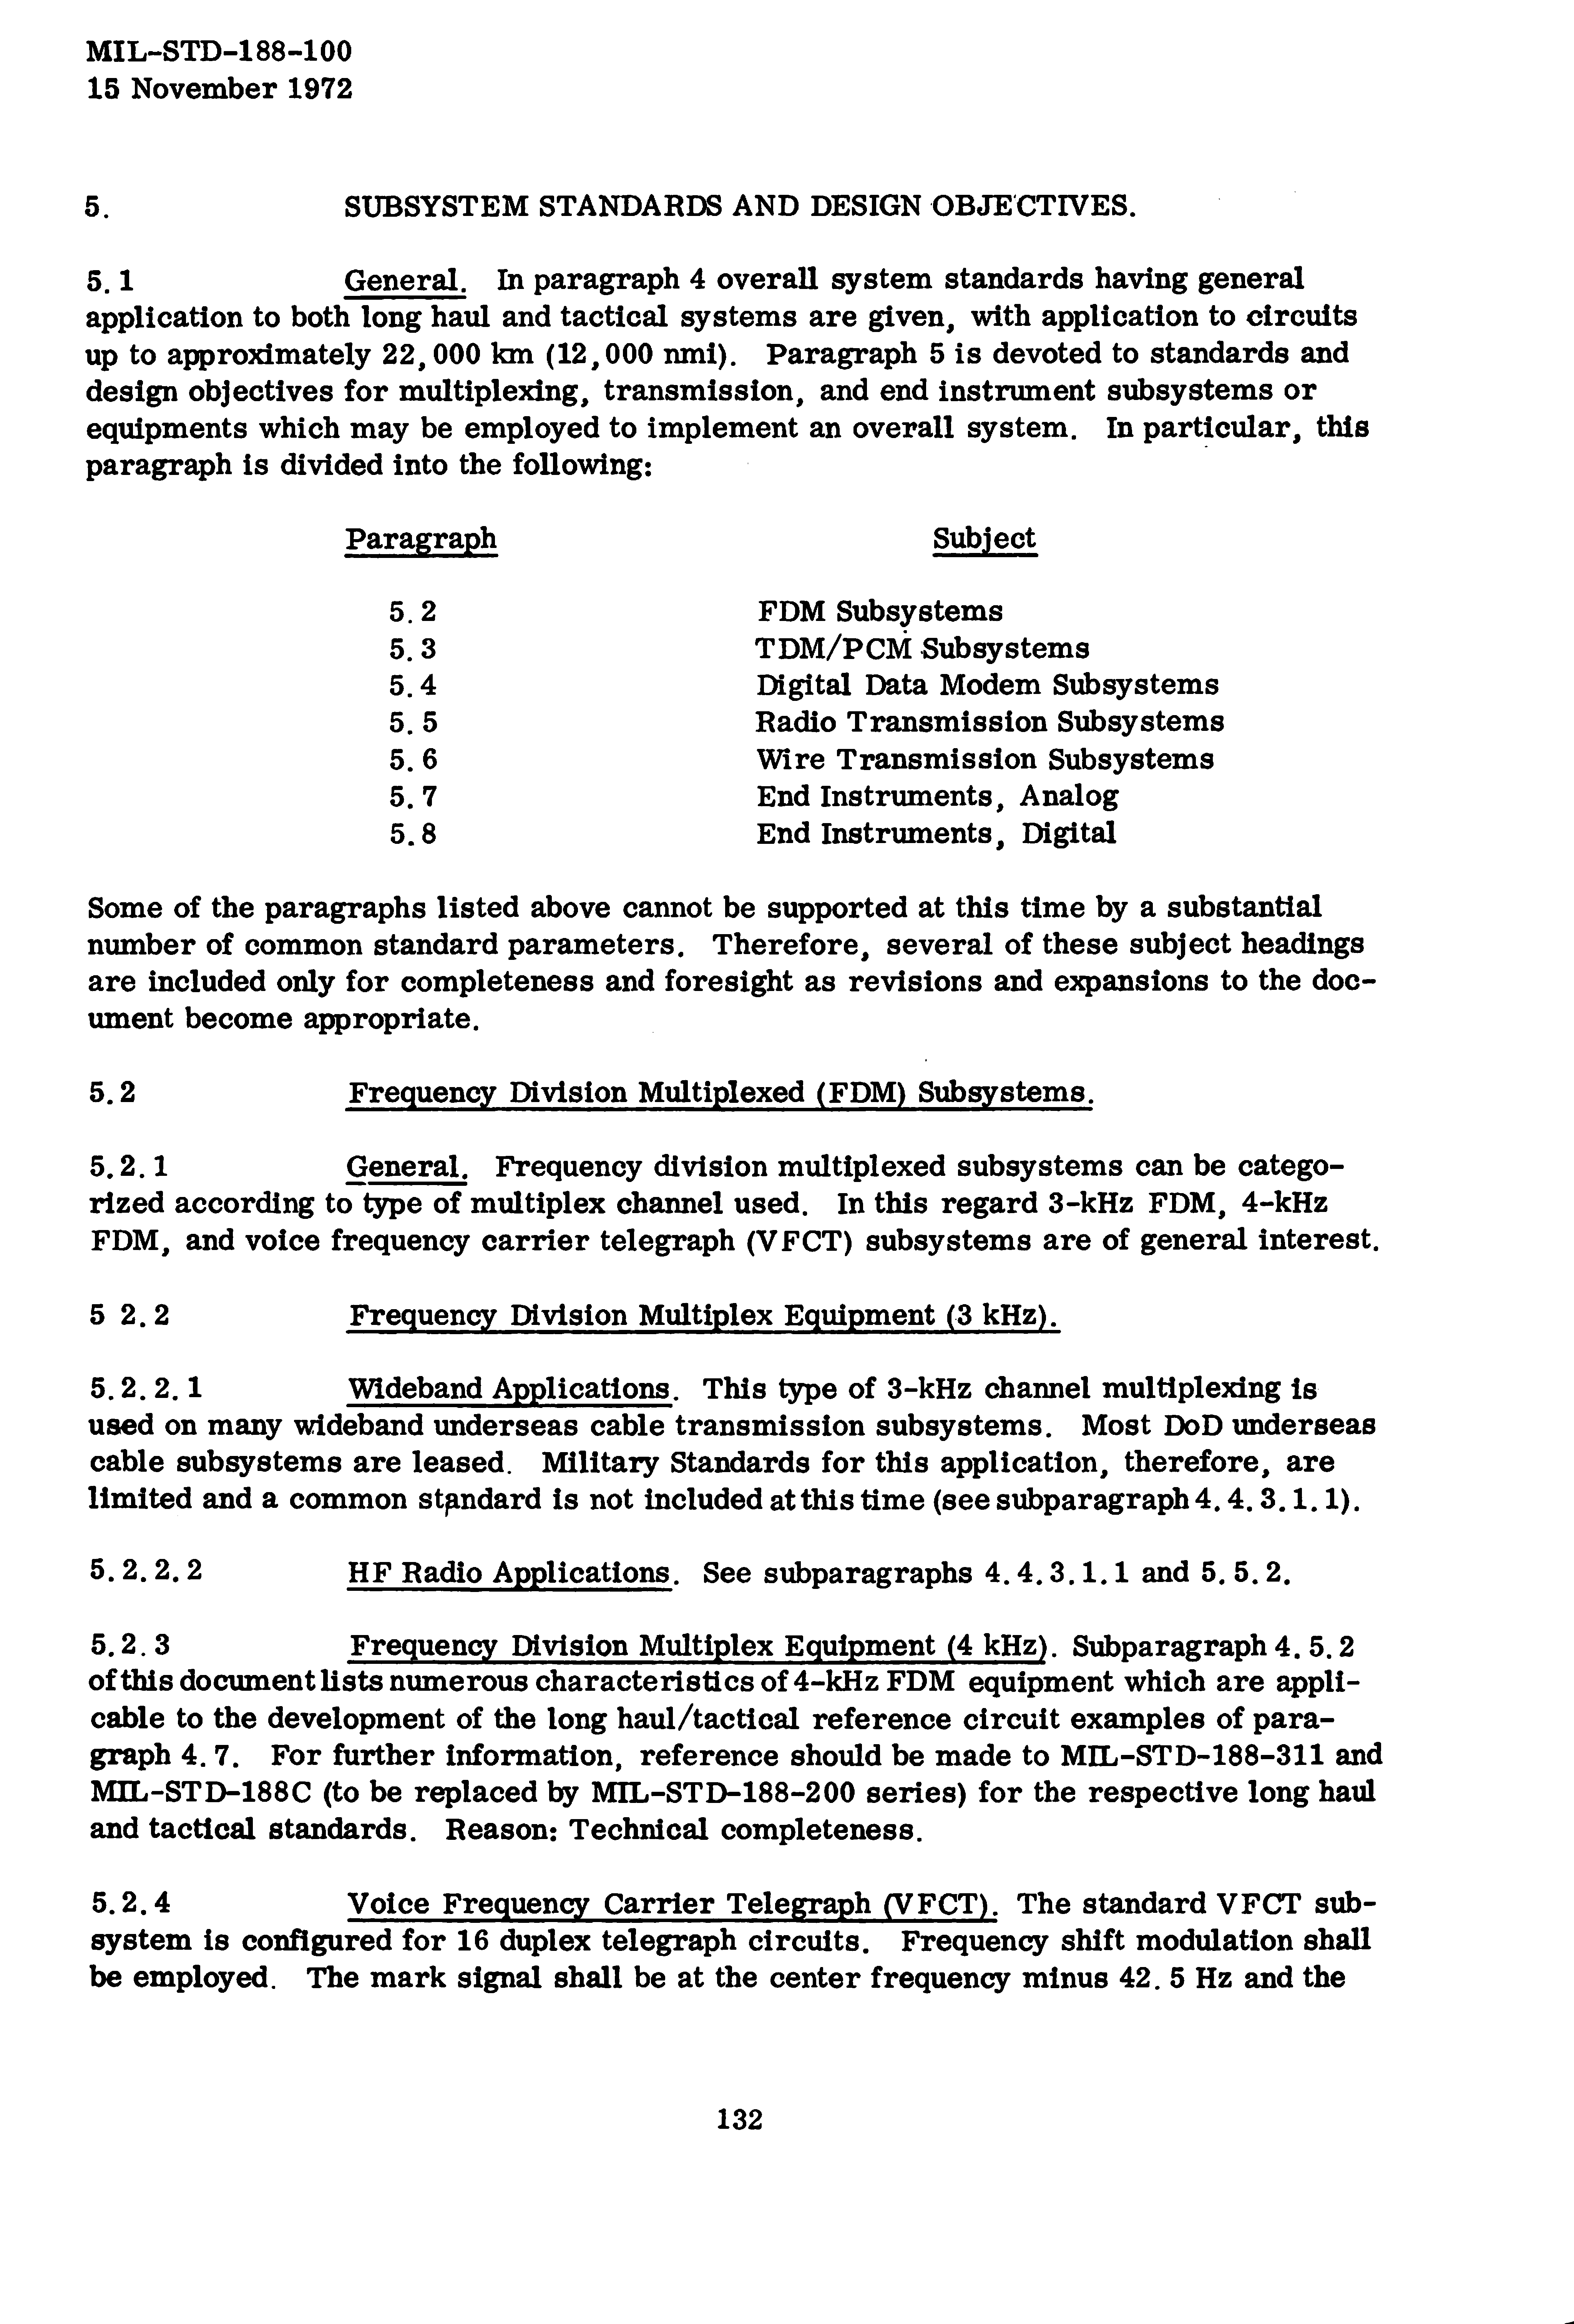 MIL-STD-188-100
15 November 1972
5. SUBSYSTEM STANDARDS AND DESIGN OBJECTIVES.
5.1 General. In paragraph 4 overall system standards having general
application to both long haul and tactical systems are given, with application to circuits
up to approximately 22,000 km (12,000 nmi). Paragraph 5 is devoted to standards and
design objectives for multiplexing, transmission, and end instrument subsystems or
equipments which may be employed to implement an overall system. In particular, this
paragraph is divided into the following:
Paragraph Subject
5.2 FDM Subsystems
5.3 TDM/PCM Subsystems
5.4 Digital Data Modem Subsystems
5.5 Radio Transmission Subsystems
5.6 Wire Transmission Subsystems
5.7 End Instruments, Analog
5.8 End Instruments, Digital
Some of the paragraphs listed above cannot be supported at this time by a substantial
number of common standard parameters. Therefore, several of these subject headings
are included only for completeness and foresight as revisions and expansions to the doc-
ument become appropriate.
5.2 Frequency Division Multiplexed (FDM) Subsystems.
5.2.1 General. Frequency division multiplexed subsystems can be catego-
rized according to type of multiplex channel used. In this regard 3-kHz FDM, 4-kHz
FDM, and voice frequency carrier telegraph (VFCT) subsystems are of general interest.
5 2.2 Frequency Division Multiplex Equipment (3 kHz).
5.2.2.1 Wideband Applications. This type of 3-kHz channel multiplexing is
used on many wideband underseas cable transmission subsystems. Most DoD underseas
cable subsystems are leased. Military Standards for this application, therefore, are
limited and a common standard is not included at this time (see subparagraph 4.4.3.1.1).
5.2.2.2 HF Radio Applications. See subparagraphs 4.4.3.1.1 and 5.5.2.
5.2.3 Frequency Division Multiplex Equipment (4 kHz). Subparagraph 4.5.2
of this document lists numerous characteristics of 4-kHz FDM equipment which are appli-
cable to the development of the long haul/tactical reference circuit examples of para-
graph 4.7. For further information, reference should be made to MIL-STD-188-311 and
MIL-STD-188C (to be replaced by MIL-STD-188-200 series) for the respective long haul
and tactical standards. Reason: Technical completeness.
5.2.4 Voice Frequency Carrier Telegraph (VFCT). The standard VFCT sub-
system is configured for 16 duplex telegraph circuits. Frequency shift modulation shall
be employed. The mark signal shall be at the center frequency minus 42.5 Hz and the
132